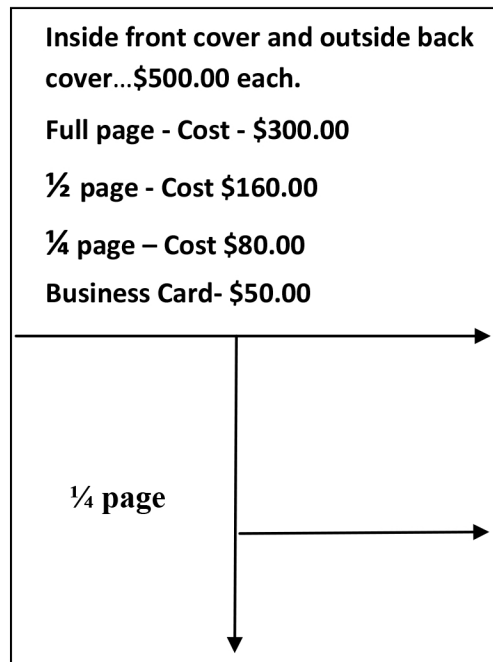 Inside front cover and outside back
cover...$500.00 each.
Full page - Cost - $300.00
½ page - Cost $160.00
¼ page – Cost $80.00
Business Card- $50.00
¼ page